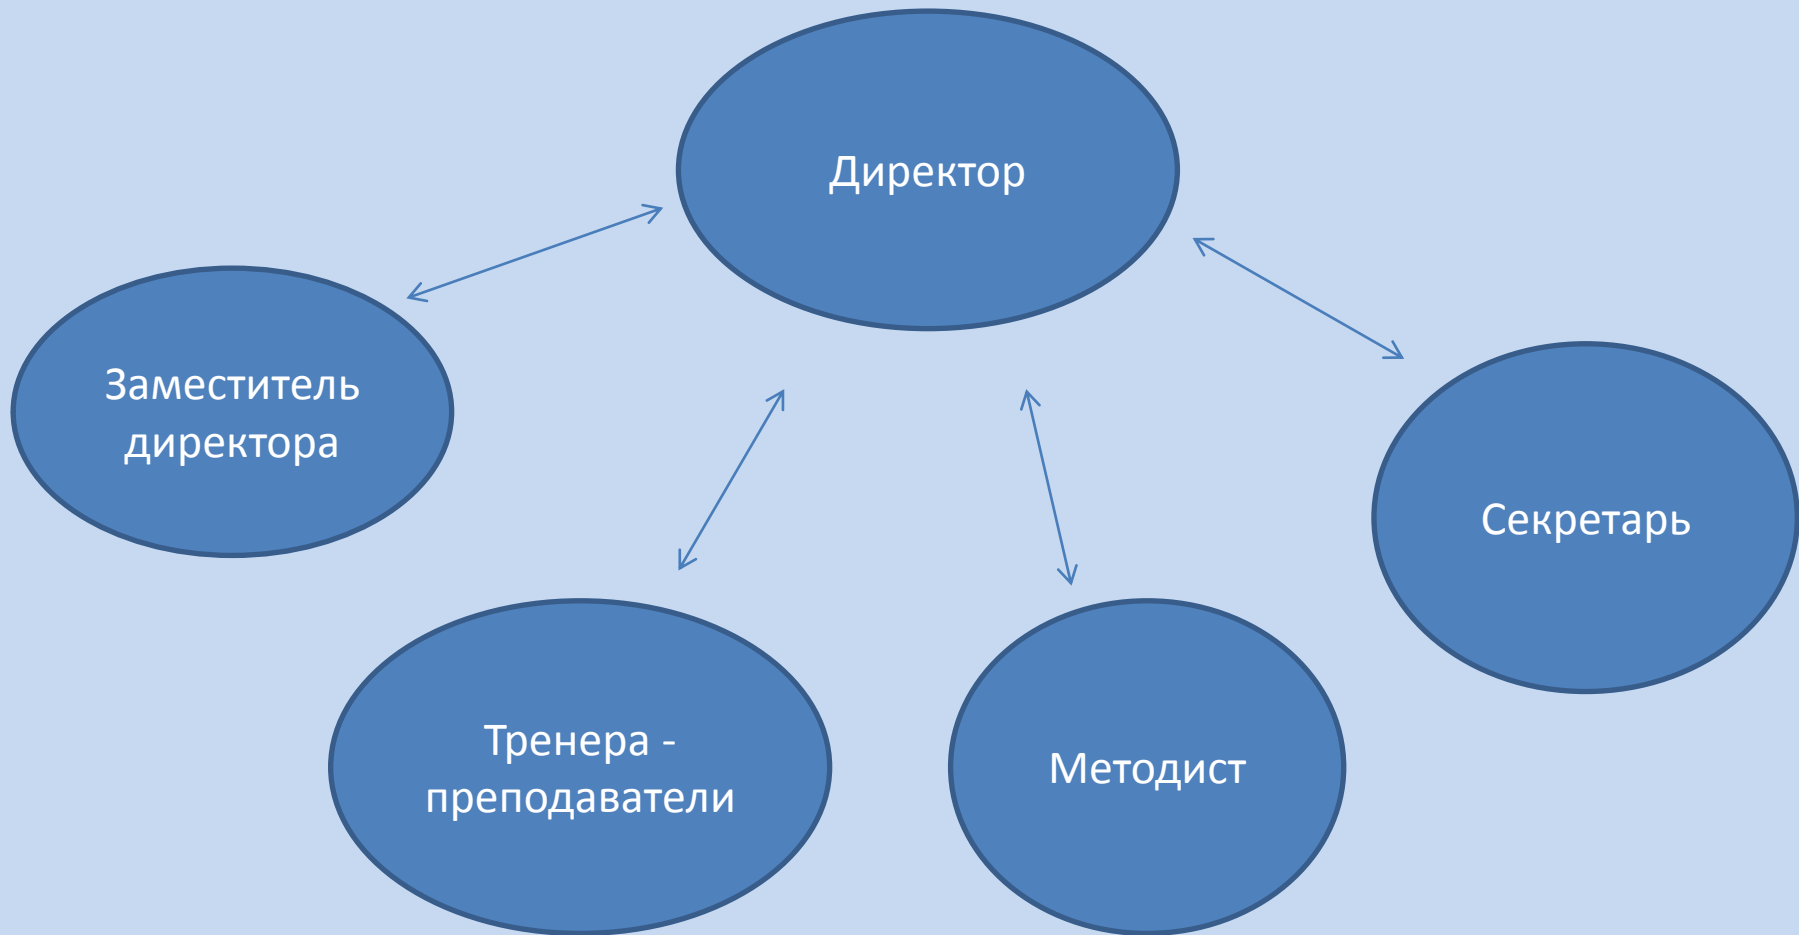 Директор
Заместитель
директора
Секретарь
Тренера -
преподаватели
Методист